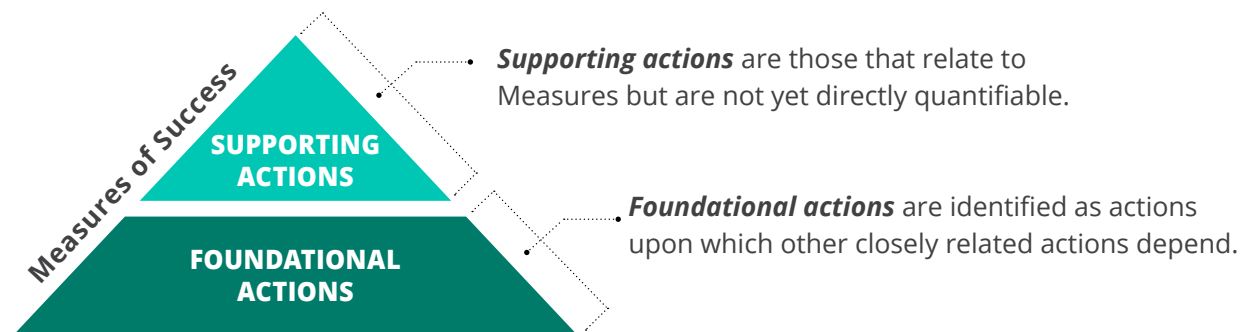 Measures of Success
SUPPORTING
ACTIONS
Supporting actions are those that relate to
Measures but are not yet directly quantifiable.
FOUNDATIONAL
ACTIONS
Foundational actions are identified as actions
upon which other closely related actions depend.